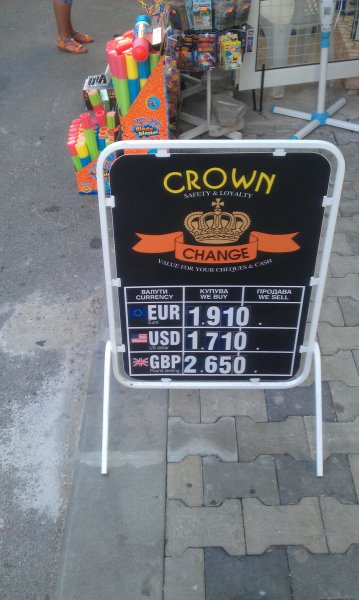 CROWN
SAFETY & LOYALTY
CHANGE
VALUE FOR YOUR CHEQUES & CASH
ВАЛУТИ КУПУВА ПРОДАВА
CURRENCY WE BUY WE SELL
EUR 1.910 .
Euro
USD 1.710 .
US dollar
GBP 2.650 .
Pound sterling